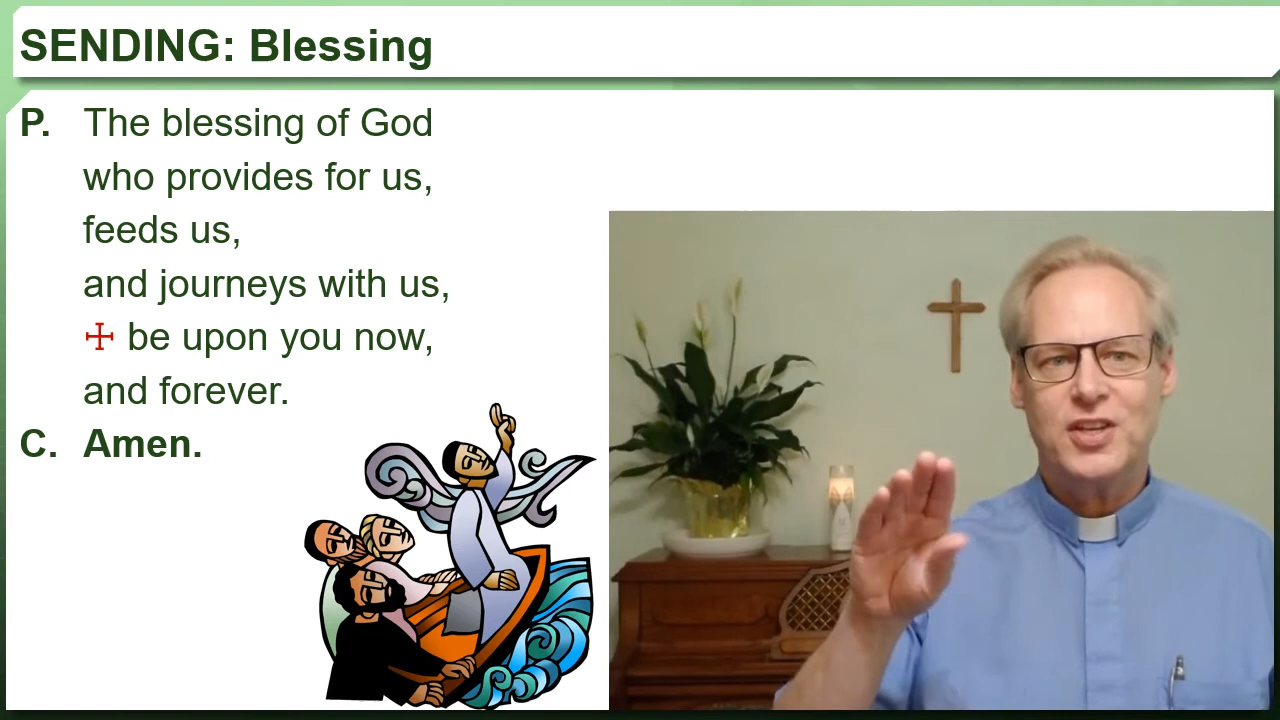 SENDING: Blessing
P. The blessing of God
who provides for us,
feeds us,
and journeys with us,
☩ be upon you now,
and forever.
C. Amen.